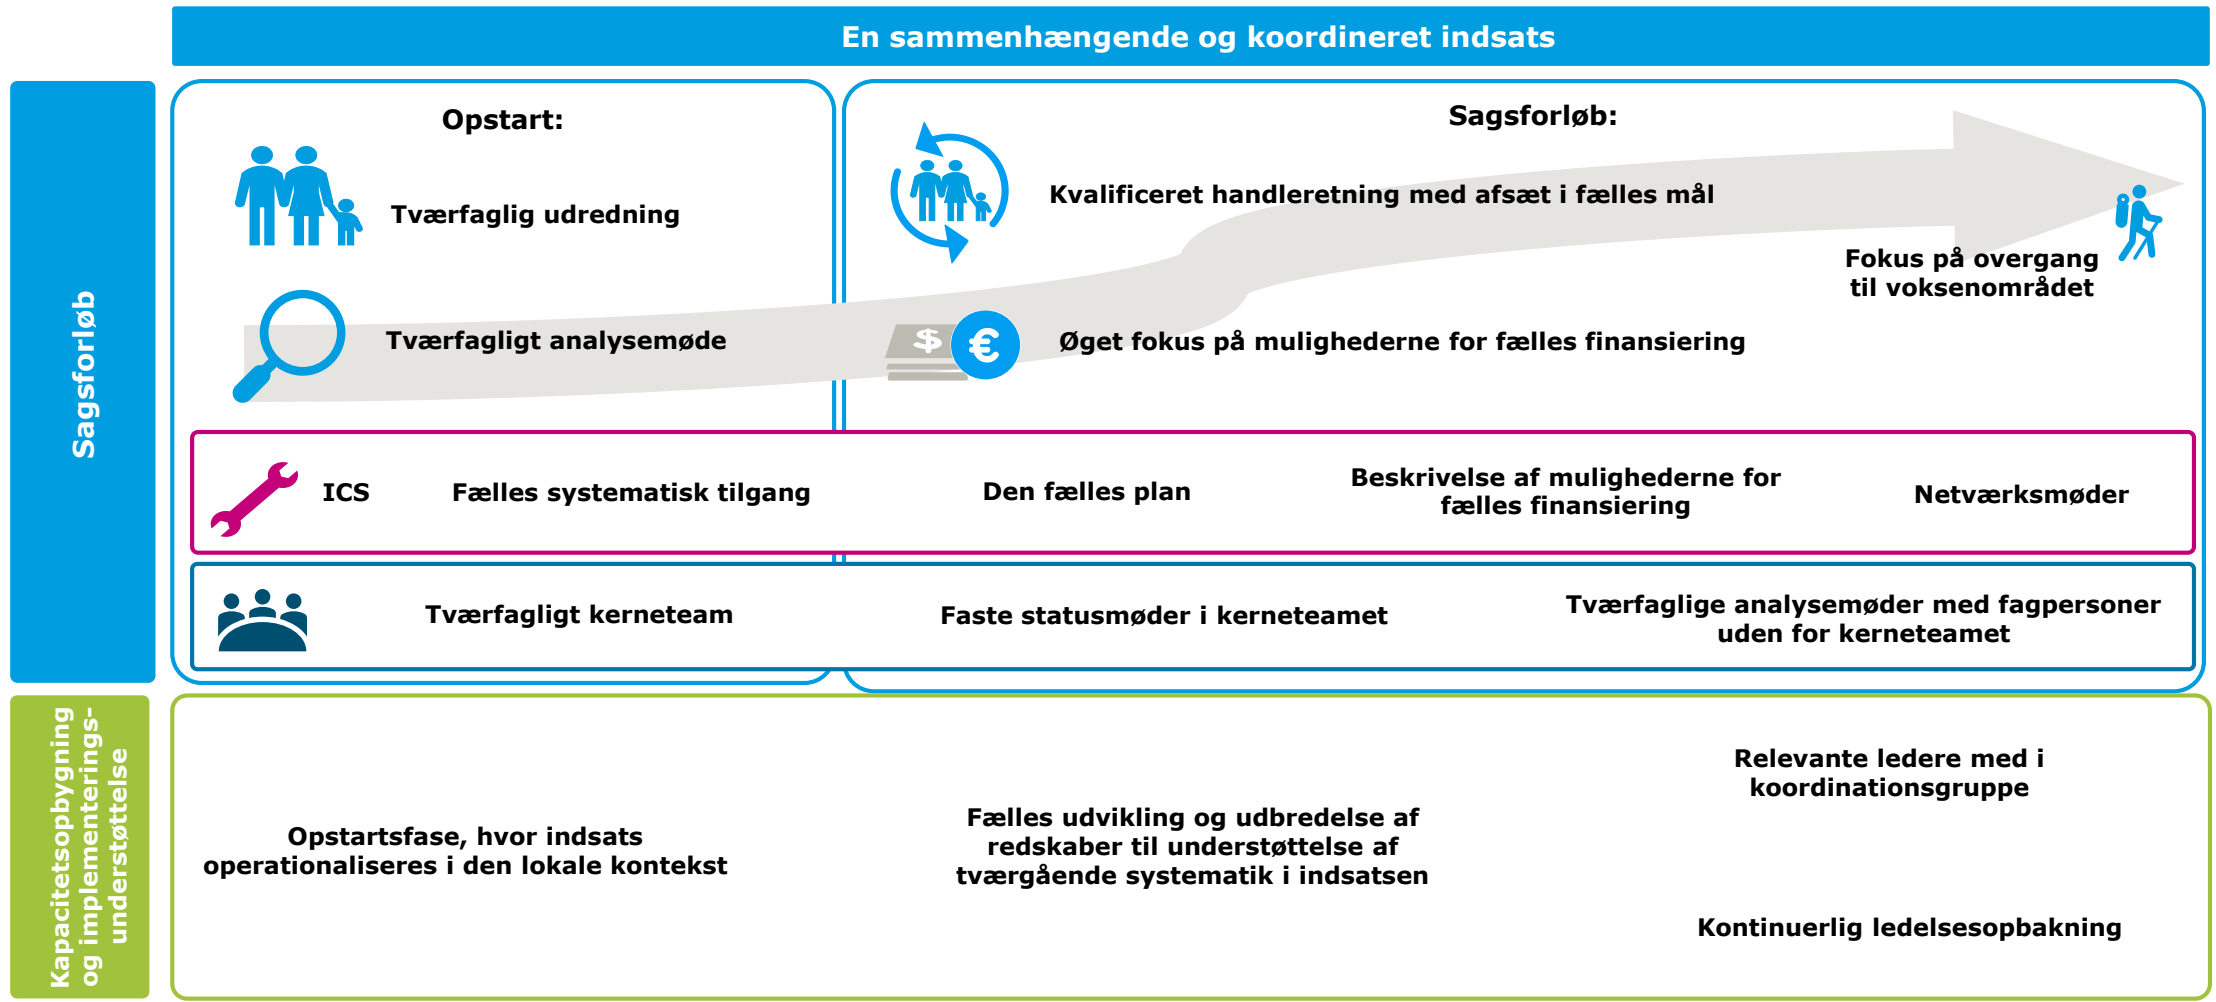 En sammenhængende og koordineret indsats
Sagsforløb
Opstart:
Tværfaglig udredning
Tværfagligt analysemøde
Sagsforløb:
Kvalificeret handleretning med afsæt i fælles mål
Fokus på overgang
til voksenområdet
$ €
Øget fokus på mulighederne for fælles finansiering
ICS
Fælles systematisk tilgang
Den fælles plan
Beskrivelse af mulighederne for
fælles finansiering
Netværksmøder
Tværfagligt kerneteam
Faste statusmøder i kerneteamet
Tværfaglige analysemøder med fagpersoner
uden for kerneteamet
Kapacitetsopbygning
og implementerings-
understøttelse
Opstartsfase, hvor indsats
operationaliseres i den lokale kontekst
Fælles udvikling og udbredelse af
redskaber til understøttelse af
tværgående systematik i indsatsen
Relevante ledere med i
koordinationsgruppe
Kontinuerlig ledelsesopbakning